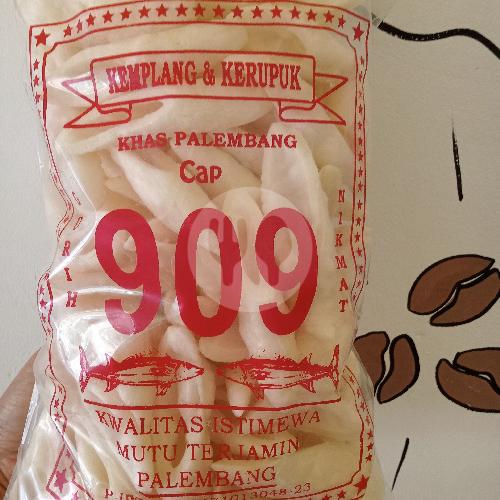 KEMPLANG & KERUPUK
KHAS PALEMBANG
Cap
909
GURIH
NIKMAT
KWALITAS ISTIMEWA
MUTU TERJAMIN
PALEMBANG